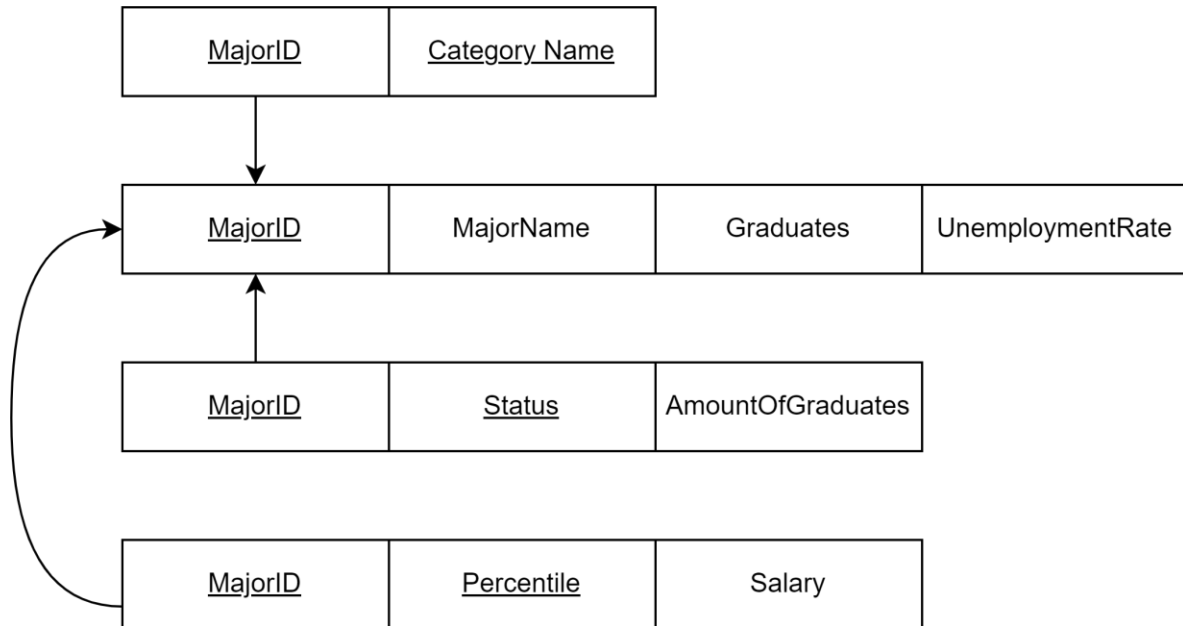 MajorID Category Name
MajorID MajorName Graduates UnemploymentRate
MajorID Status AmountOfGraduates
MajorID Percentile Salary